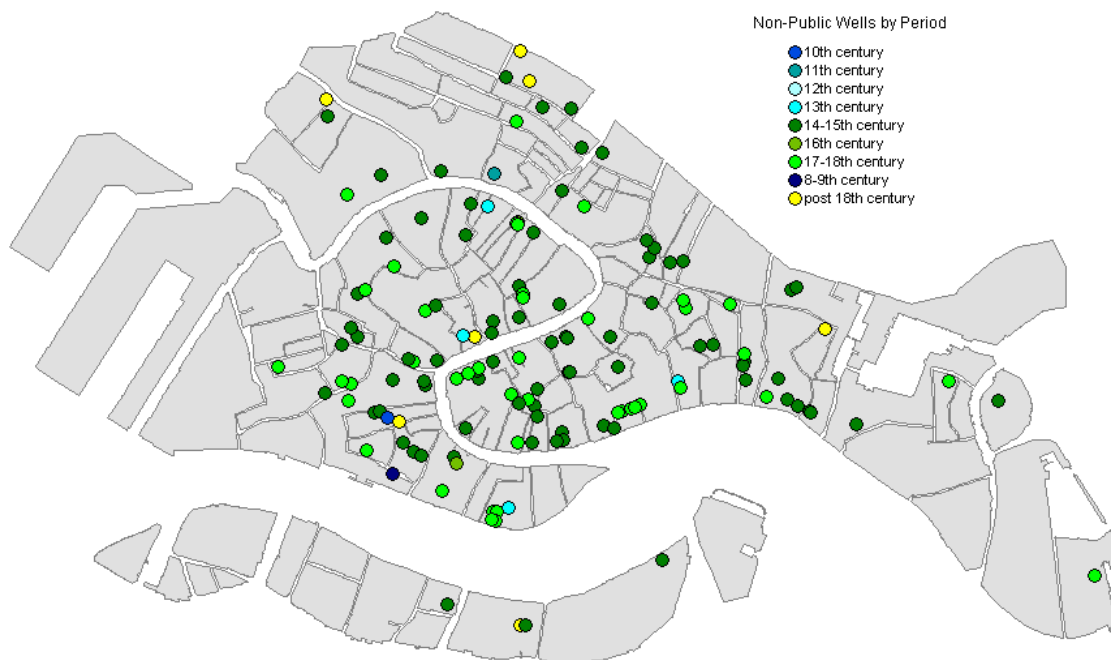 Non-Public Wells by Period
10th century
11th century
12th century
13th century
14-15th century
16th century
17-18th century
8-9th century
post 18th century